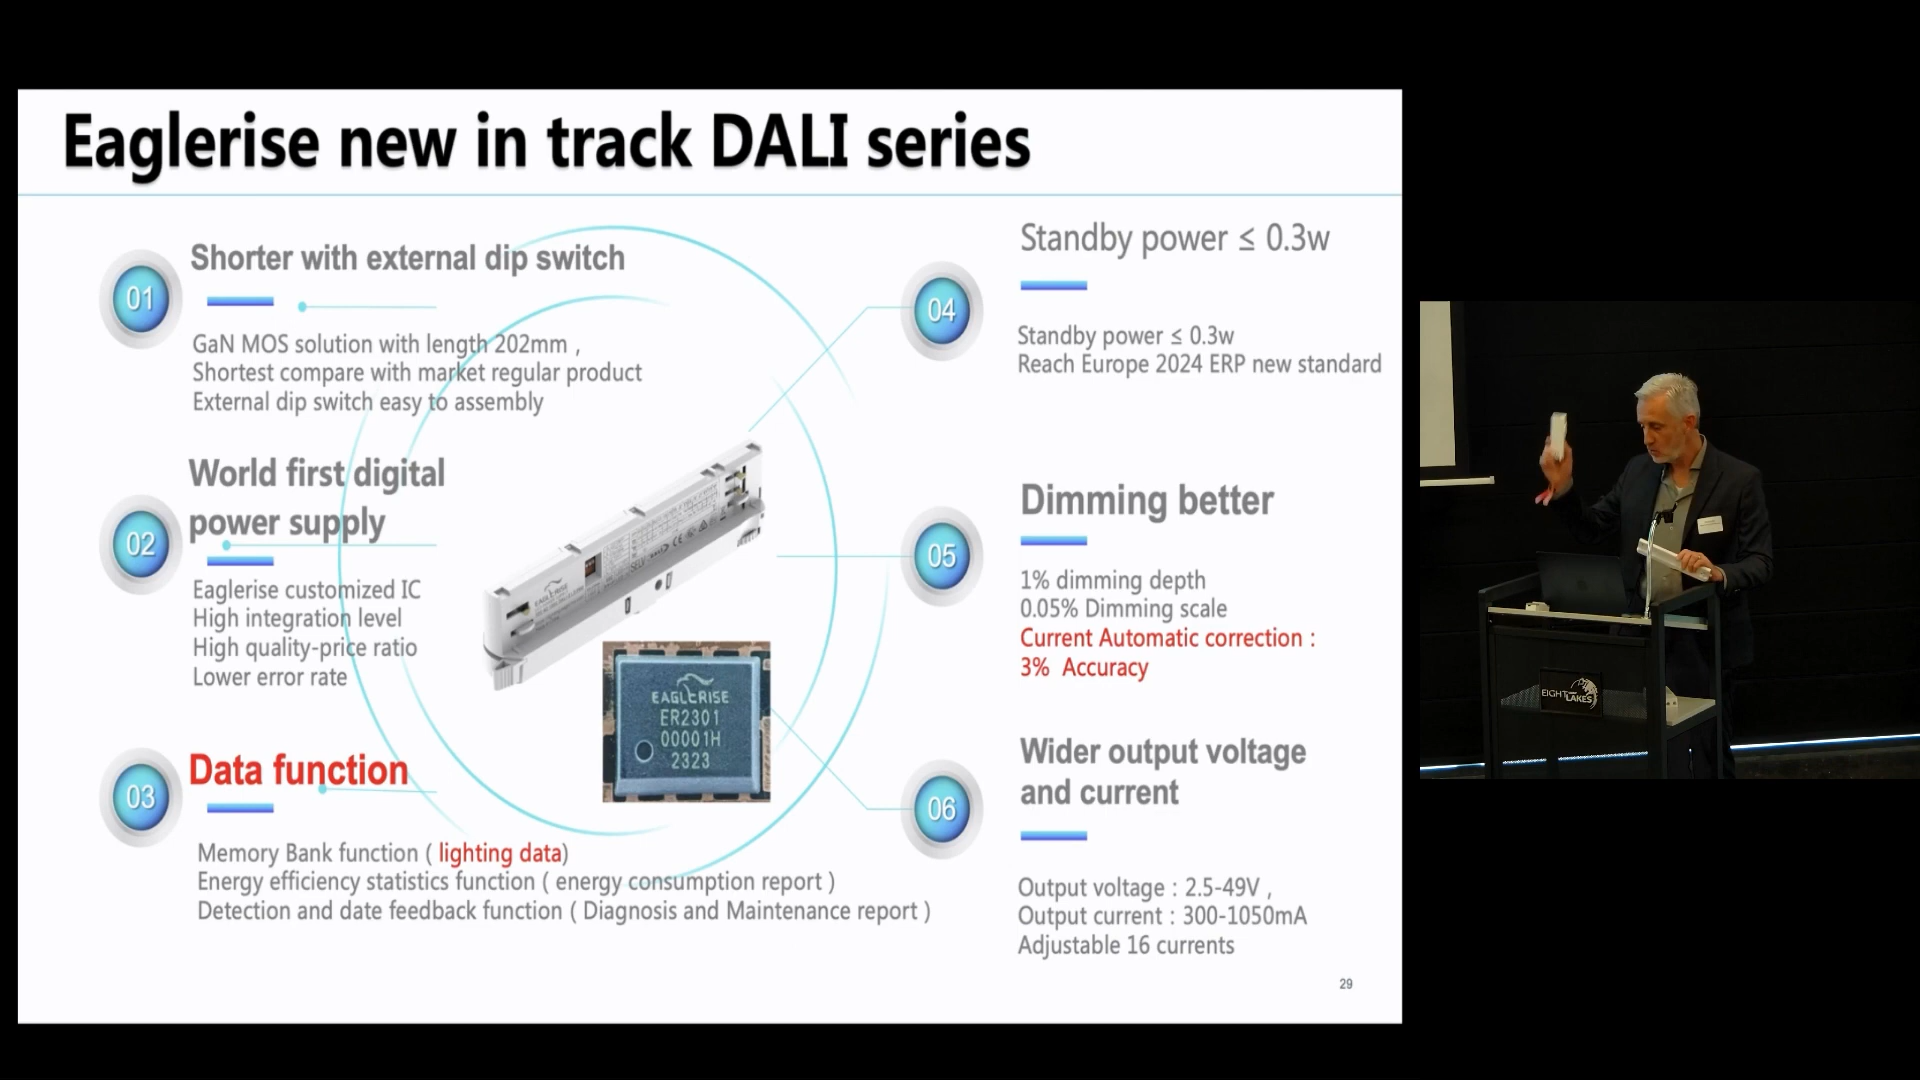 Eaglerise new in track DALI series
01
Shorter with external dip switch
GaN MOS solution with length 202mm ,
Shortest compare with market regular product
External dip switch easy to assembly
02
World first digital
power supply
Eaglerise customized IC
High integration level
High quality-price ratio
Lower error rate
03
Data function
Memory Bank function ( lighting data)
Energy efficiency statistics function ( energy consumption report )
Detection and date feedback function ( Diagnosis and Maintenance report )
EAGLERISE
SELV
EAGLERISE
ER2301
00001H
2323
04
Standby power ≤ 0.3w
Standby power ≤ 0.3w
Reach Europe 2024 ERP new standard
05
Dimming better
1% dimming depth
0.05% Dimming scale
Current Automatic correction :
3% Accuracy
06
Wider output voltage
and current
Output voltage : 2.5-49V ,
Output current : 300-1050mA
Adjustable 16 currents
29
EIGHT LAKES